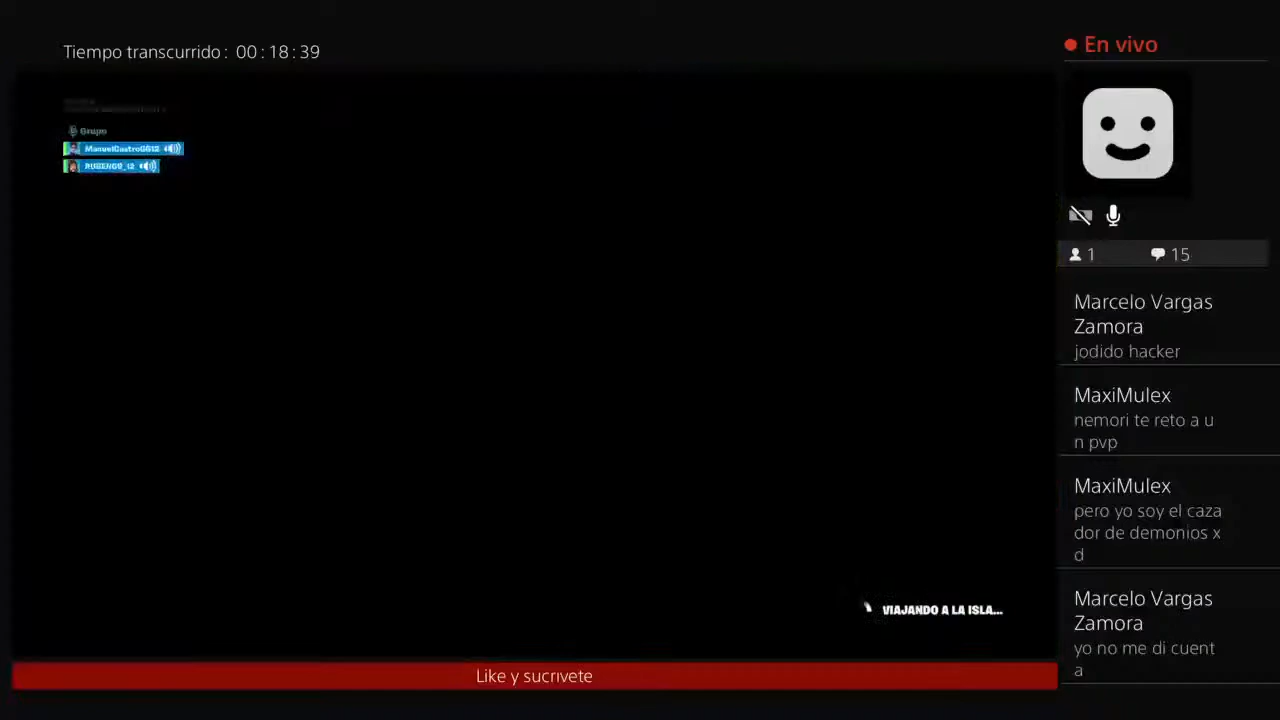 Tiempo transcurrido: 00:18:39
Grupo
ManuelCastroGG12
Like y sucrivete
VIAJANDO A LA ISLA...
En vivo
1 15
Marcelo Vargas
Zamora
jodido hacker
MaxiMulex
nemori te reto a u
n pvp
MaxiMulex
pero yo soy el caza
dor de demonios x
d
Marcelo Vargas
Zamora
yo no me di cuent
a